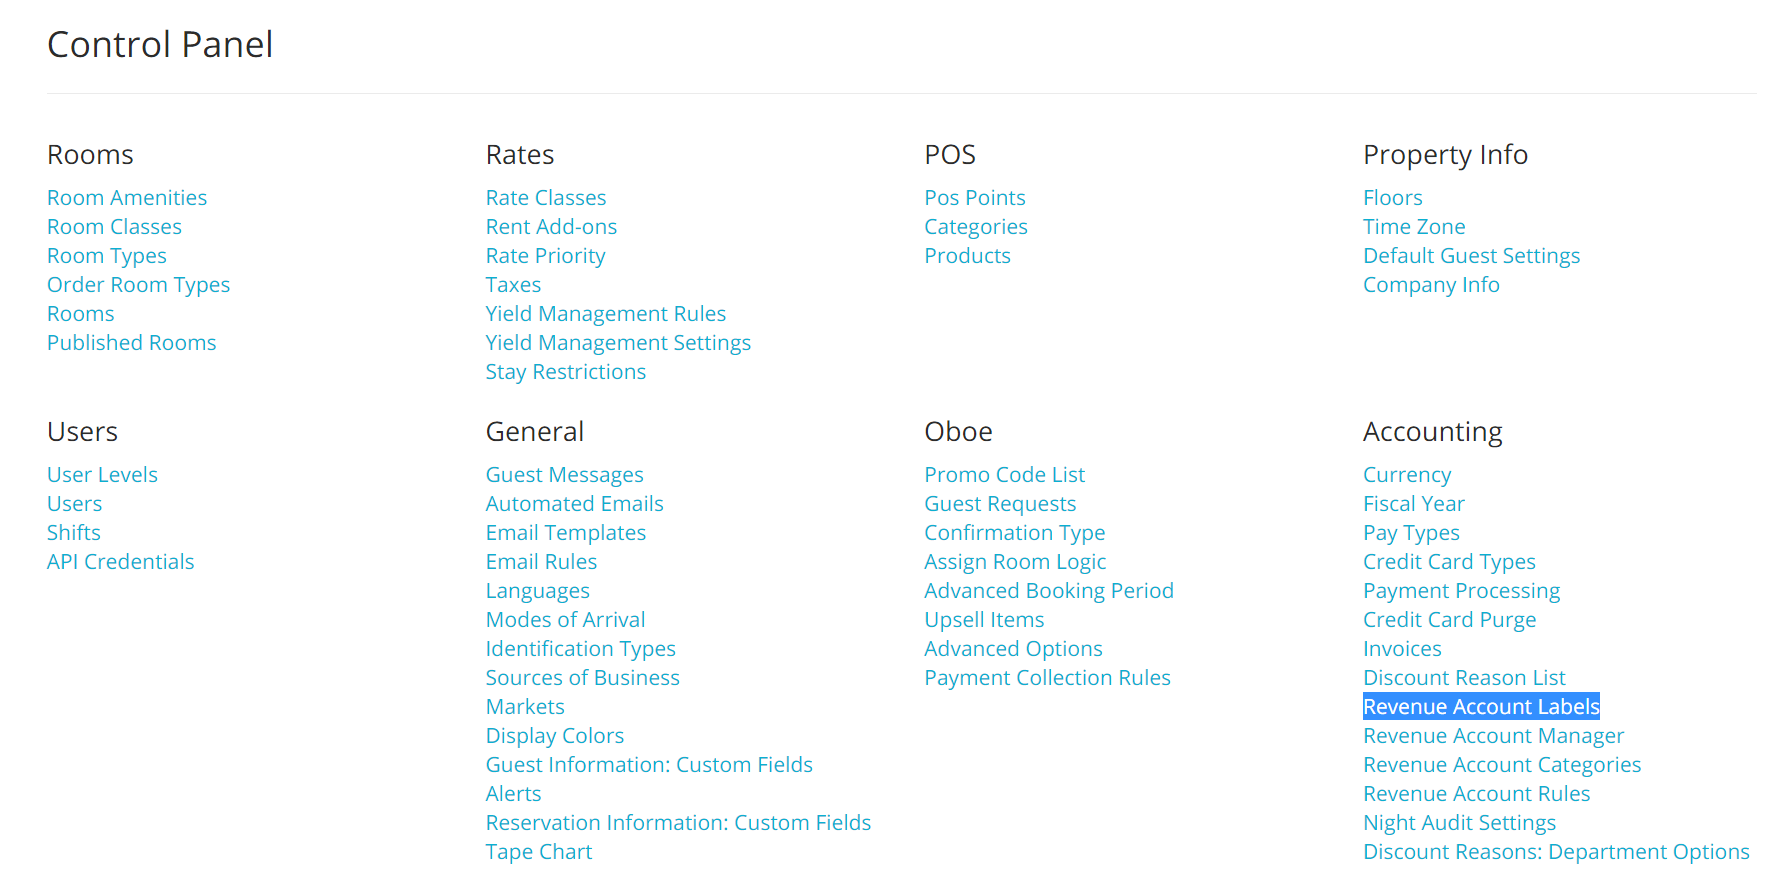 Control Panel
Rooms
Room Amenities
Room Classes
Room Types
Order Room Types
Rooms
Published Rooms
Rates
Rate Classes
Rent Add-ons
Rate Priority
Taxes
Yield Management Rules
Yield Management Settings
Stay Restrictions
POS
Pos Points
Categories
Products
Property Info
Floors
Time Zone
Default Guest Settings
Company Info
Users
User Levels
Users
Shifts
API Credentials
General
Guest Messages
Automated Emails
Email Templates
Email Rules
Languages
Modes of Arrival
Identification Types
Sources of Business
Markets
Display Colors
Guest Information: Custom Fields
Alerts
Reservation Information: Custom Fields
Tape Chart
Oboe
Promo Code List
Guest Requests
Confirmation Type
Assign Room Logic
Advanced Booking Period
Upsell Items
Advanced Options
Payment Collection Rules
Accounting
Currency
Fiscal Year
Pay Types
Credit Card Types
Payment Processing
Credit Card Purge
Invoices
Discount Reason List
Revenue Account Labels
Revenue Account Manager
Revenue Account Categories
Revenue Account Rules
Night Audit Settings
Discount Reasons: Department Options